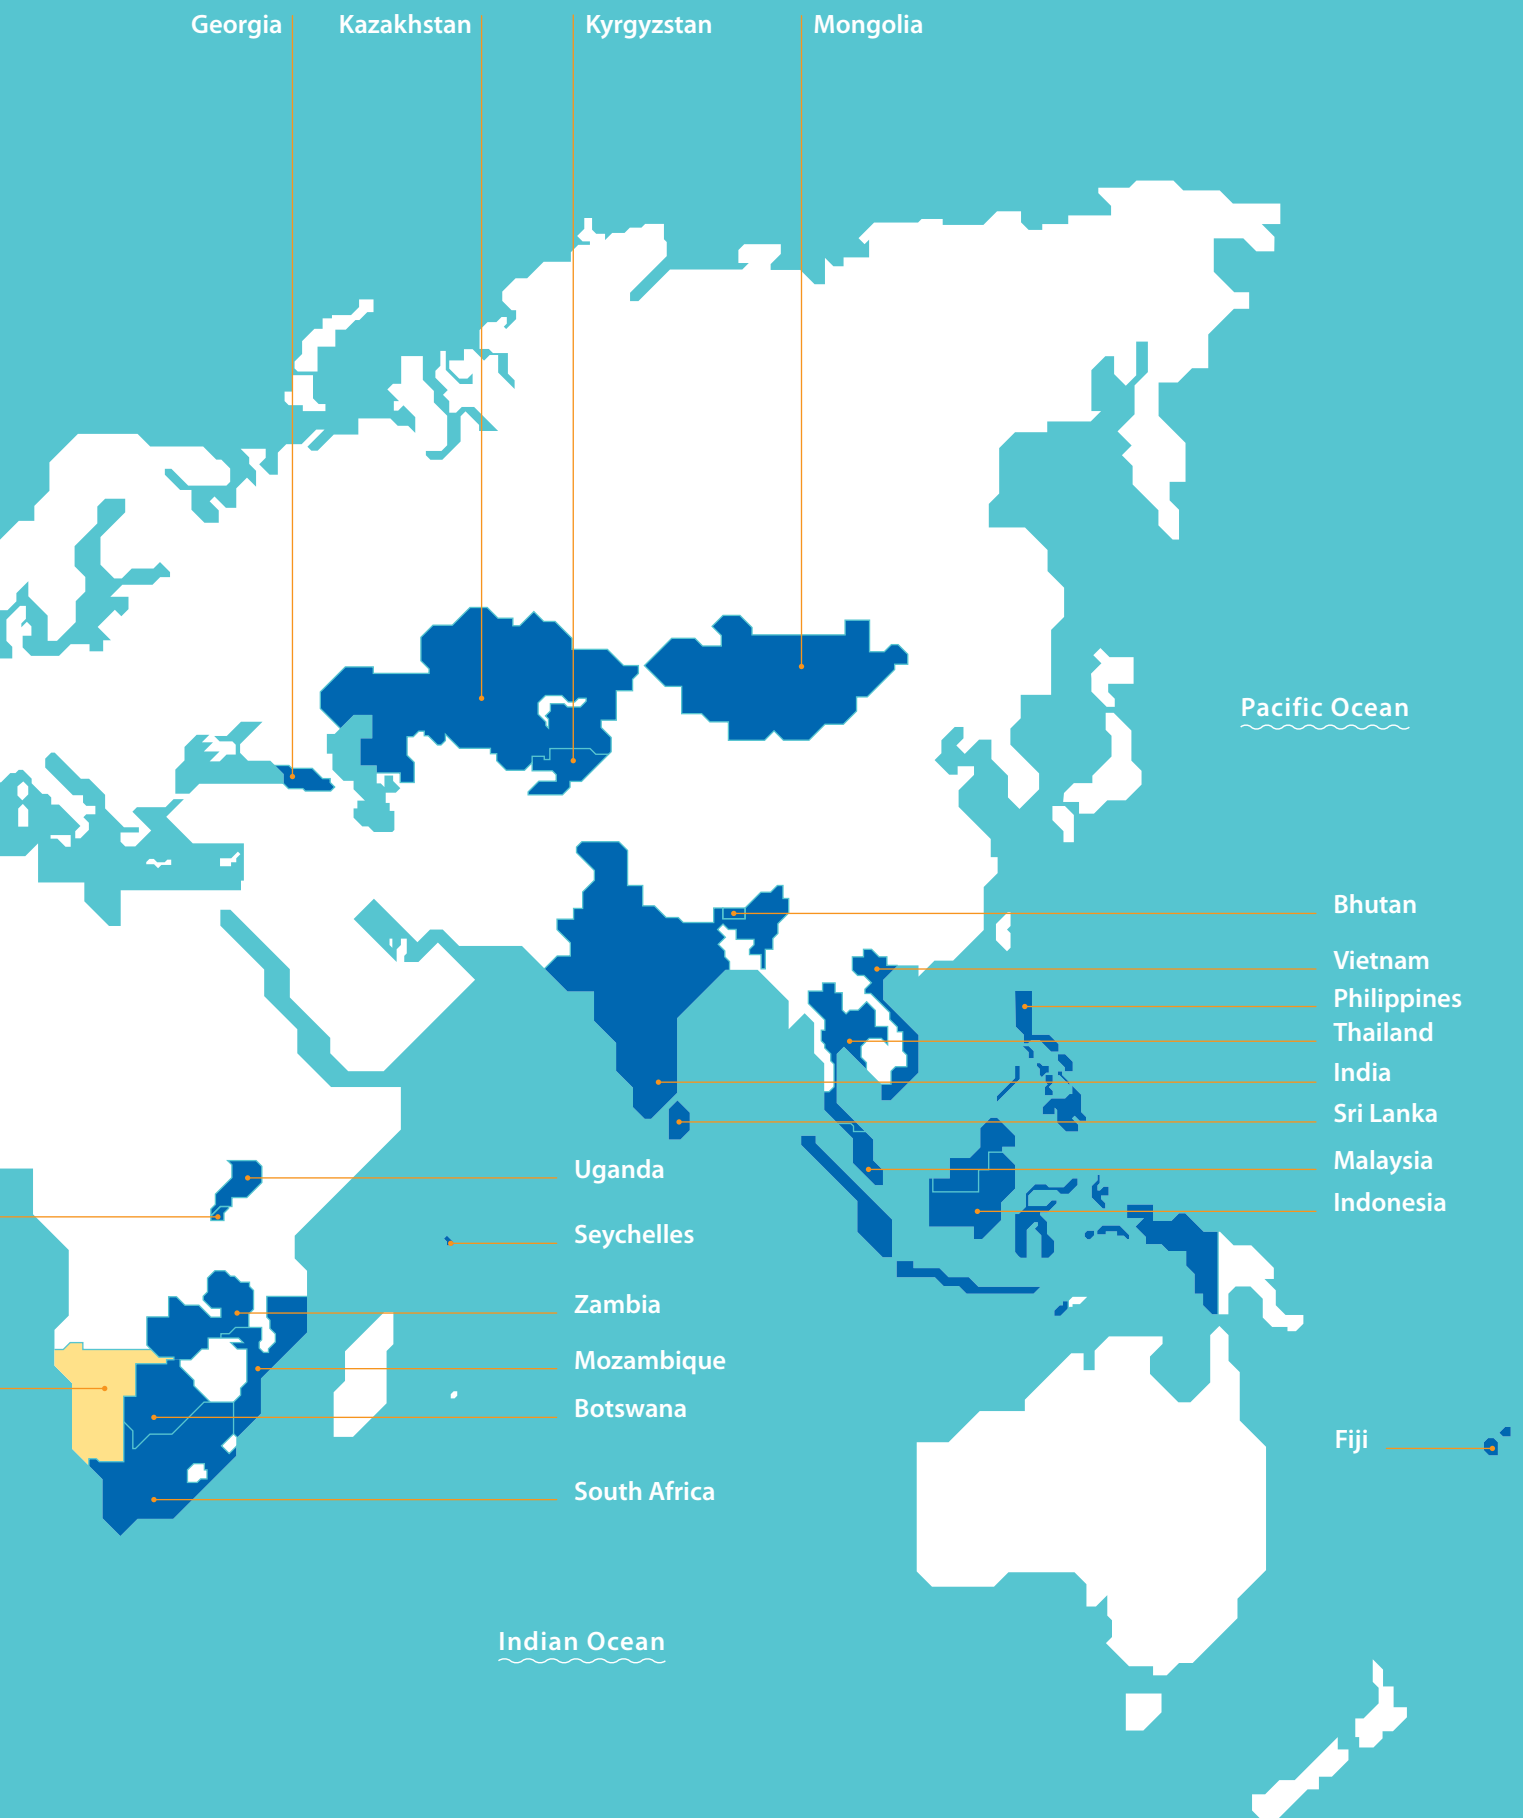 Georgia
Kazakhstan
Kyrgyzstan
Mongolia
Pacific Ocean
Bhutan
Vietnam
Philippines
Thailand
India
Sri Lanka
Malaysia
Indonesia
Uganda
Seychelles
Zambia
Mozambique
Botswana
South Africa
Fiji
Indian Ocean